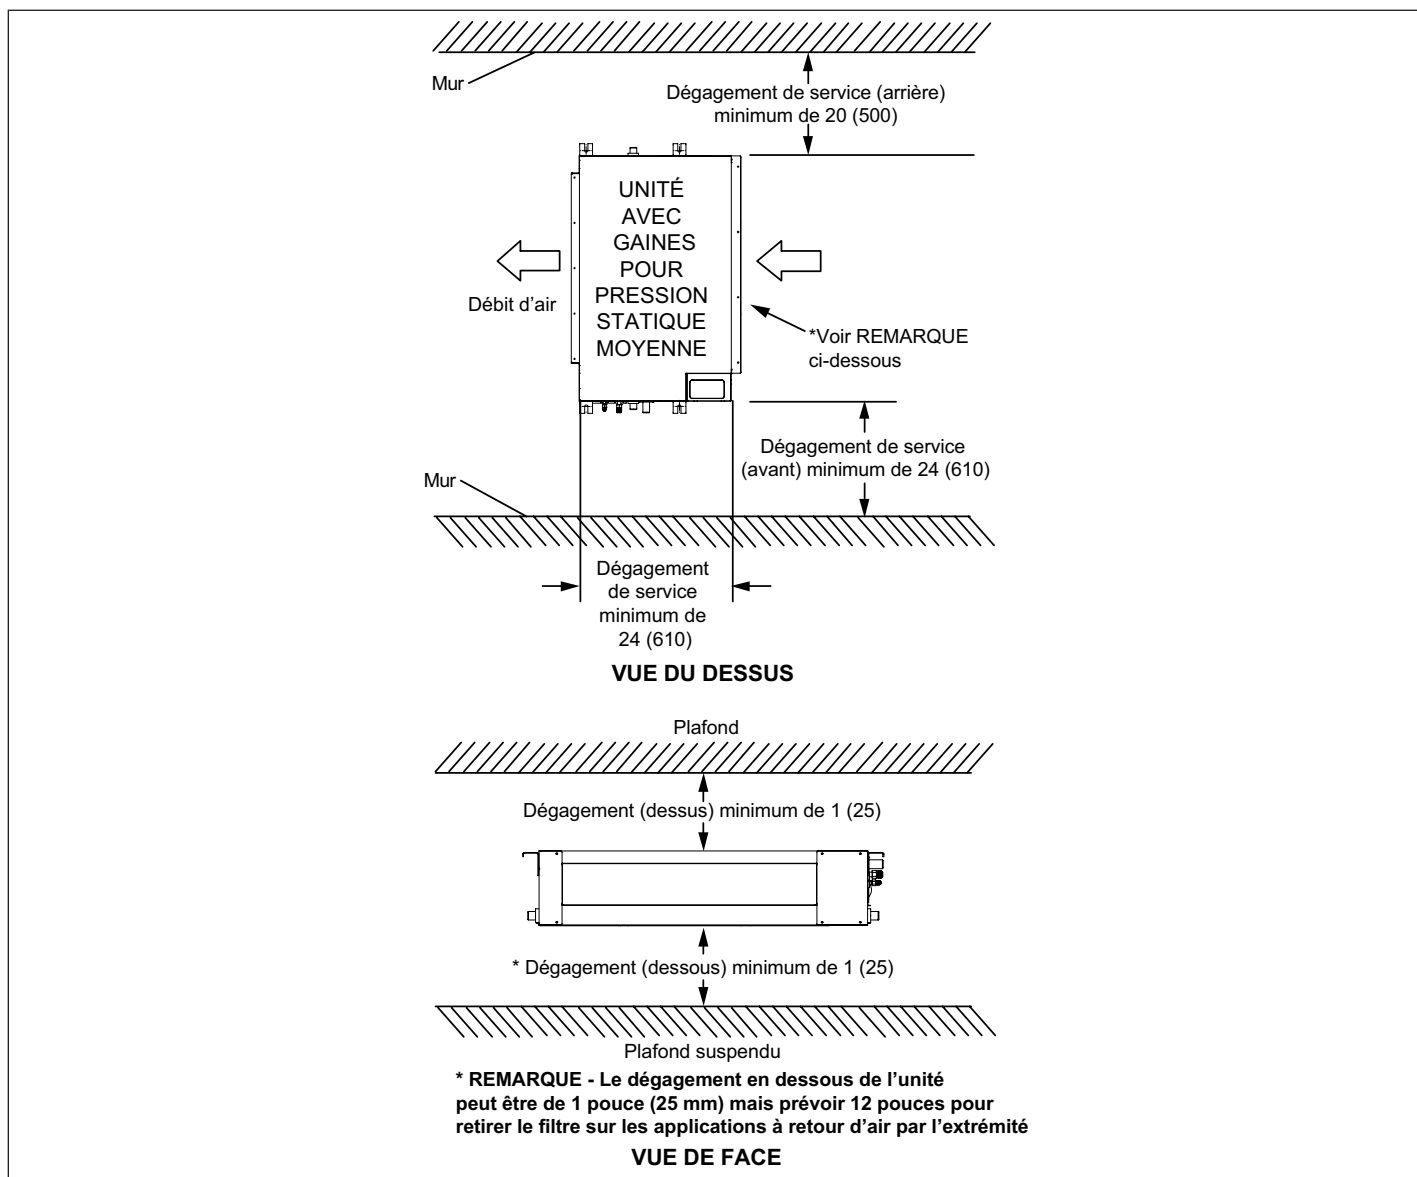 Mur
Dégagement de service (arrière)
minimum de 20 (500)
UNITÉ
AVEC
GAINES
POUR
PRESSION
STATIQUE
MOYENNE
Débit d’air
*Voir REMARQUE
ci-dessous
Dégagement de service
(avant) minimum de 24 (610)
Mur
Dégagement
de service
minimum de
24 (610)
VUE DU DESSUS
Plafond
Dégagement (dessus) minimum de 1 (25)
* Dégagement (dessous) minimum de 1 (25)
Plafond suspendu
* REMARQUE - Le dégagement en dessous de l’unité
peut être de 1 pouce (25 mm) mais prévoir 12 pouces pour
retirer le filtre sur les applications à retour d’air par l’extrémité
VUE DE FACE